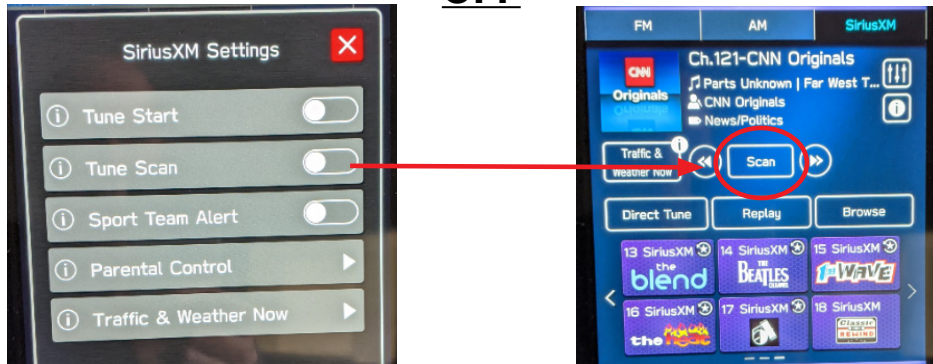 OFF
SiriusXM Settings
Tune Start
Tune Scan
Sport Team Alert
Parental Control
Traffic & Weather Now
FM AM SiriusXM
Ch.121-CNN Originals
CNN
Originals
Parts Unknown | Far West T...
CNN Originals
News/Politics
Traffic &
Weather Now
Scan
Direct Tune Replay Browse
13 SiriusXM 14 SiriusXM 15 SiriusXM
the
blend
THE
BEATLES
CHANNEL
1st WAVE
16 SiriusXM 17 SiriusXM 18 SiriusXM
the heat
Classic
REWIND